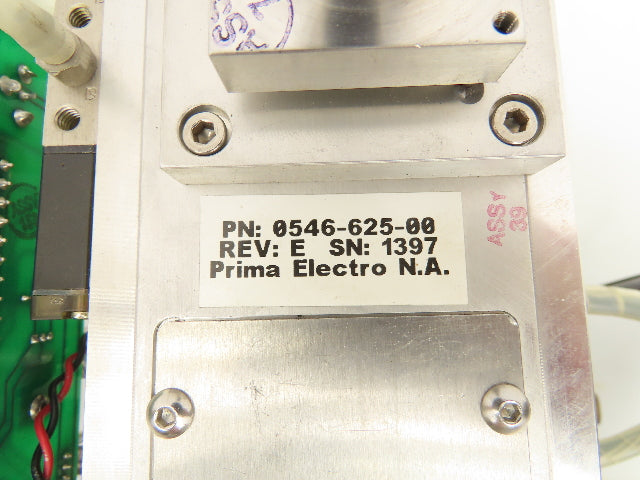 PN: 0546-625-00
REV: E SN: 1397
Prima Electro N.A.
ASSY
39